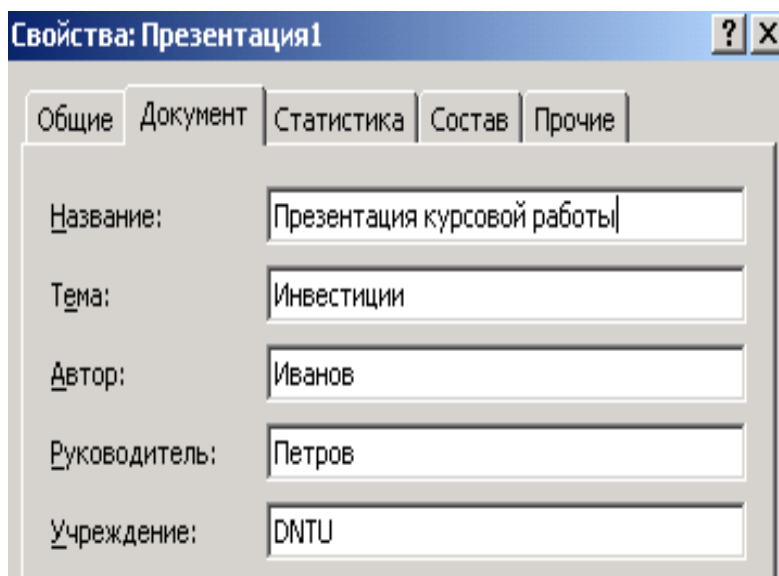 Свойства: Презентация1 ? X
Общие Документ Статистика Состав Прочие
Название: Презентация курсовой работы
Тема: Инвестиции
Автор: Иванов
Руководитель: Петров
Учреждение: DNTU